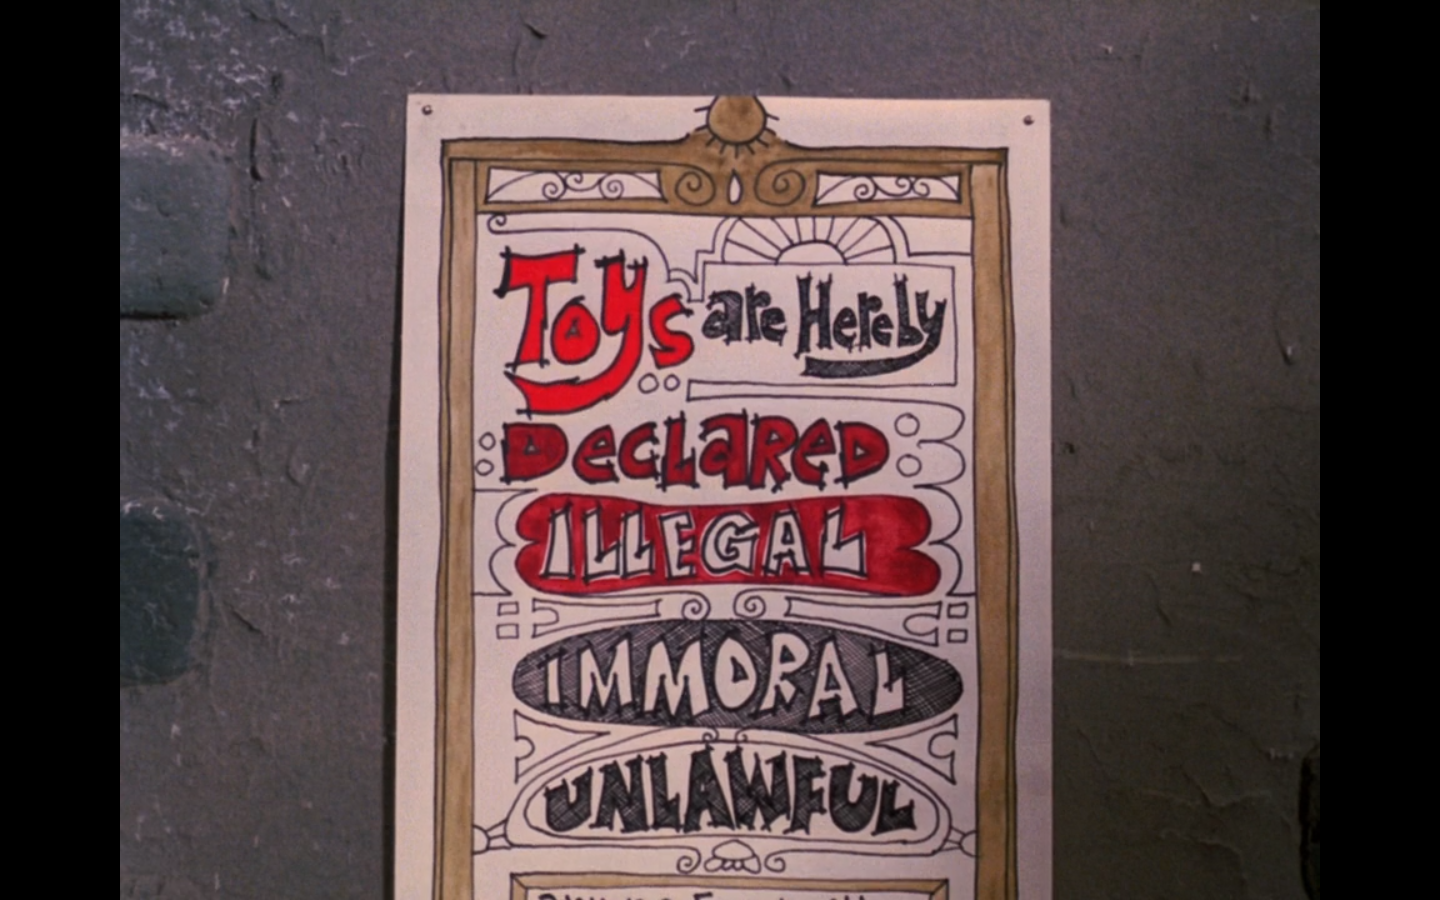 Toys are Hereby
Declared
ILLEGAL
IMMORAL
UNLAWFUL